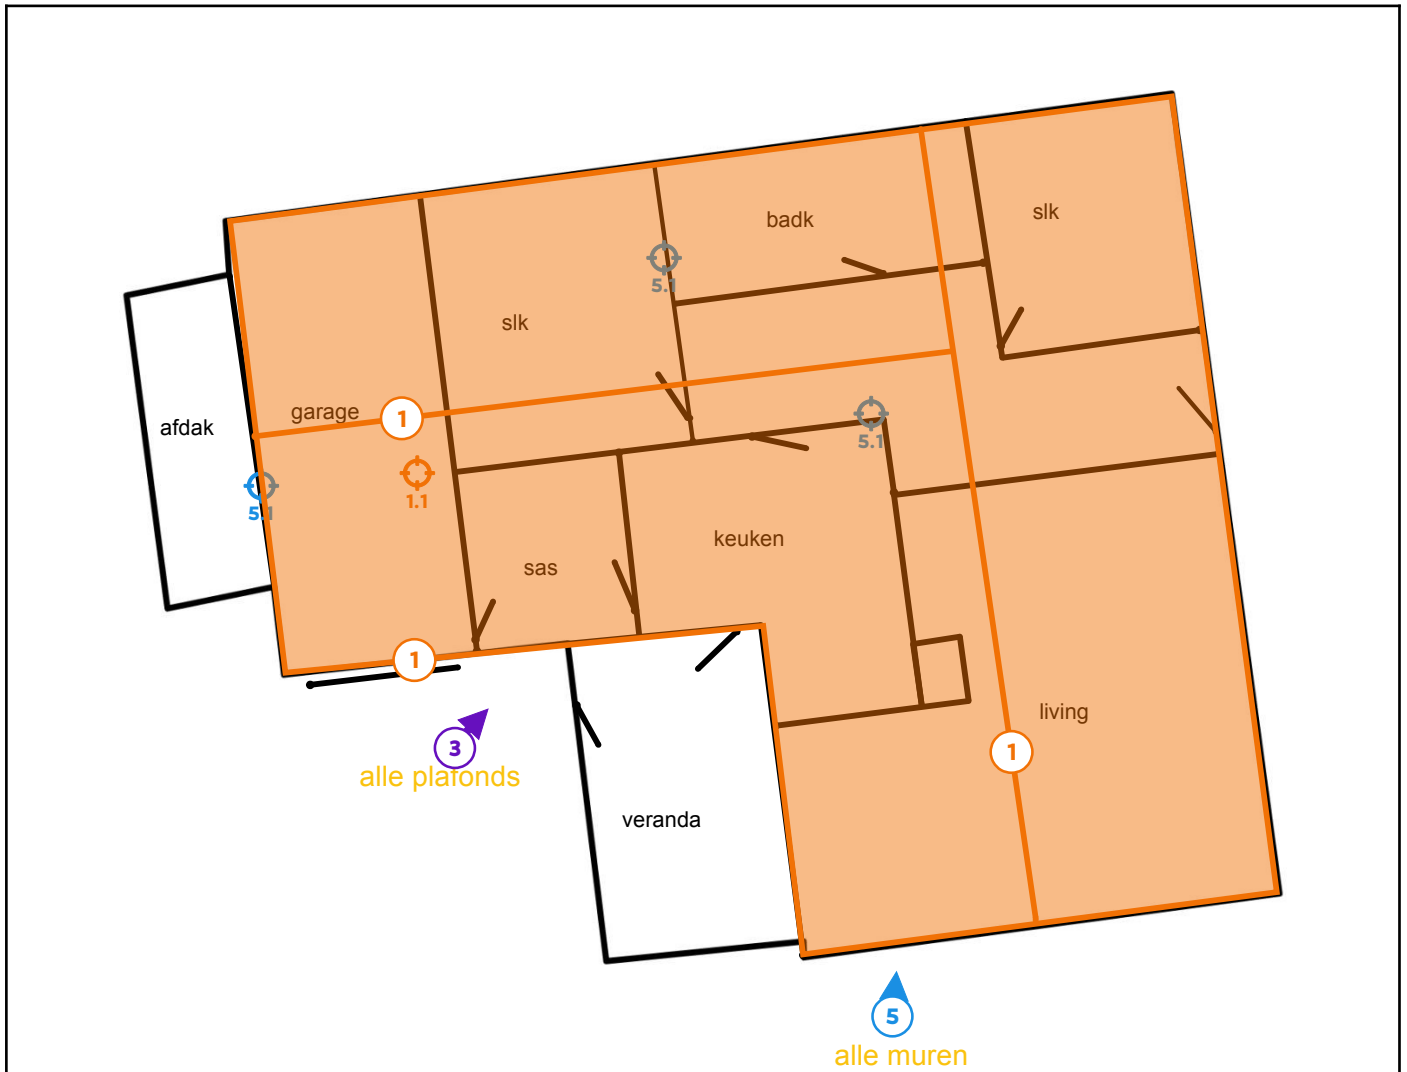 badk
slk
5.1
slk
garage
1
afdak
5.1
1.1
5.1
keuken
sas
1
living
3
alle plafonds
1
veranda
5
alle muren